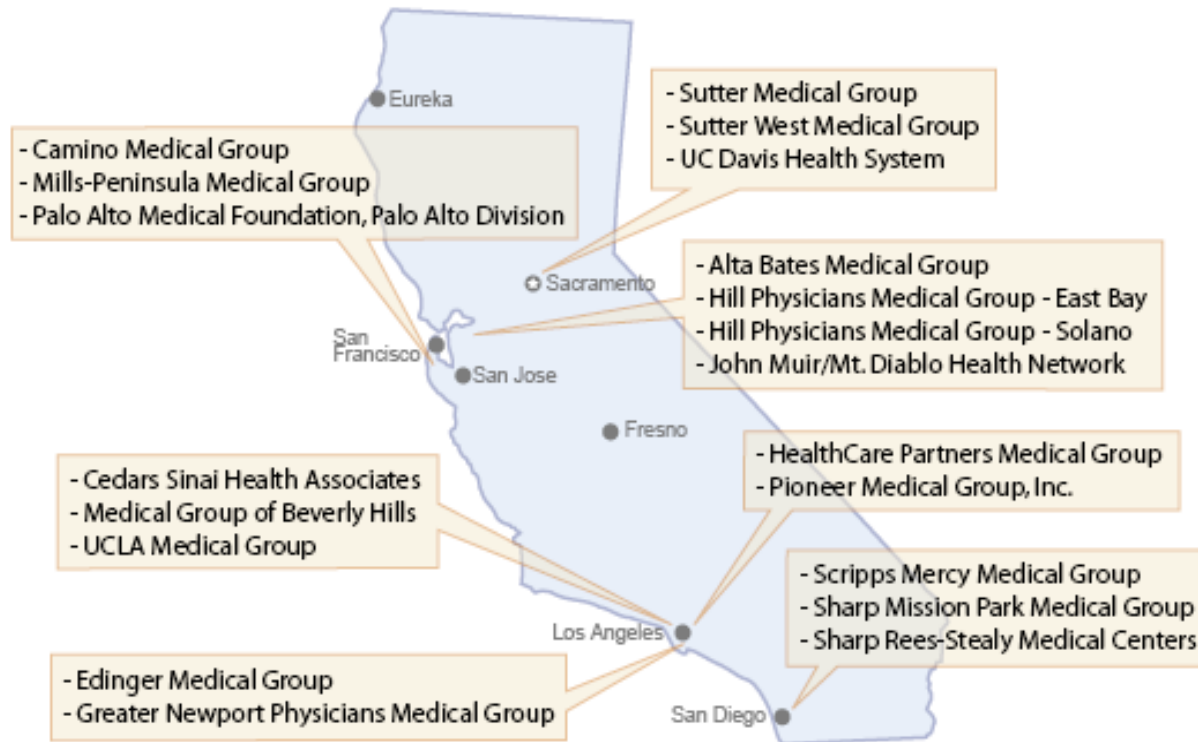 Eureka
- Sutter Medical Group
- Sutter West Medical Group
- UC Davis Health System
- Camino Medical Group
- Mills-Peninsula Medical Group
- Palo Alto Medical Foundation, Palo Alto Division
Sacramento
- Alta Bates Medical Group
- Hill Physicians Medical Group - East Bay
- Hill Physicians Medical Group - Solano
- John Muir/Mt. Diablo Health Network
San
Francisco
San Jose
Fresno
- HealthCare Partners Medical Group
- Pioneer Medical Group, Inc.
- Cedars Sinai Health Associates
- Medical Group of Beverly Hills
- UCLA Medical Group
- Scripps Mercy Medical Group
- Sharp Mission Park Medical Group
- Sharp Rees-Stealy Medical Centers
Los Angeles
- Edinger Medical Group
- Greater Newport Physicians Medical Group
San Diego